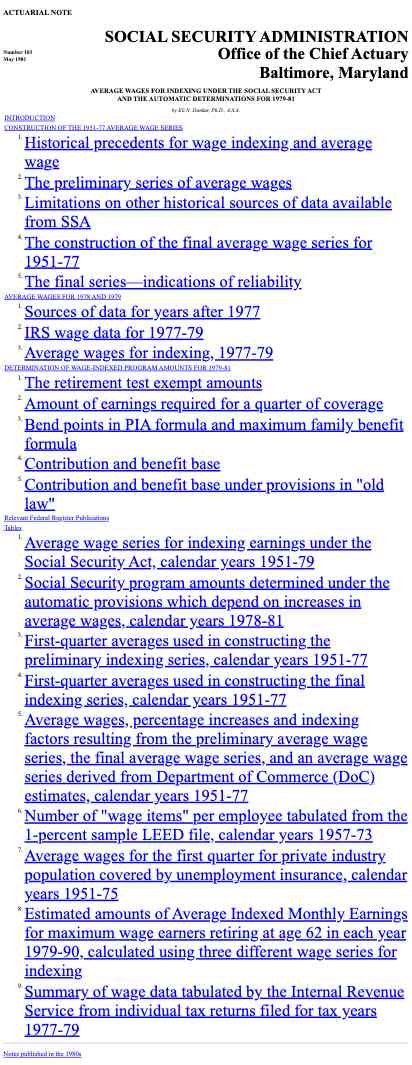 ACTUARIAL NOTE
SOCIAL SECURITY ADMINISTRATION
Number 103
May 1981
Office of the Chief Actuary
Baltimore, Maryland
AVERAGE WAGES FOR INDEXING UNDER THE SOCIAL SECURITY ACT
AND THE AUTOMATIC DETERMINATIONS FOR 1979-81
by Eli N. Donkar, Ph.D., A.S.A.
INTRODUCTION
CONSTRUCTION OF THE 1951-77 AVERAGE WAGE SERIES
1. Historical precedents for wage indexing and average
wage
2. The preliminary series of average wages
3. Limitations on other historical sources of data available
from SSA
4. The construction of the final average wage series for
1951-77
5. The final series—indications of reliability
AVERAGE WAGES FOR 1978 AND 1979
1. Sources of data for years after 1977
2. IRS wage data for 1977-79
3. Average wages for indexing, 1977-79
DETERMINATION OF WAGE-INDEXED PROGRAM AMOUNTS FOR 1979-81
1. The retirement test exempt amounts
2. Amount of earnings required for a quarter of coverage
3. Bend points in PIA formula and maximum family benefit
formula
4. Contribution and benefit base
5. Contribution and benefit base under provisions in "old
law"
Relevant Federal Register Publications
Tables
1. Average wage series for indexing earnings under the
Social Security Act, calendar years 1951-79
2. Social Security program amounts determined under the
automatic provisions which depend on increases in
average wages, calendar years 1978-81
3. First-quarter averages used in constructing the
preliminary indexing series, calendar years 1951-77
4. First-quarter averages used in constructing the final
indexing series, calendar years 1951-77
5. Average wages, percentage increases and indexing
factors resulting from the preliminary average wage
series, the final average wage series, and an average wage
series derived from Department of Commerce (DoC)
estimates, calendar years 1951-77
6. Number of "wage items" per employee tabulated from the
1-percent sample LEED file, calendar years 1957-73
7. Average wages for the first quarter for private industry
population covered by unemployment insurance, calendar
years 1951-75
8. Estimated amounts of Average Indexed Monthly Earnings
for maximum wage earners retiring at age 62 in each year
1979-90, calculated using three different wage series for
indexing
9. Summary of wage data tabulated by the Internal Revenue
Service from individual tax returns filed for tax years
1977-79
Notes published in the 1980s